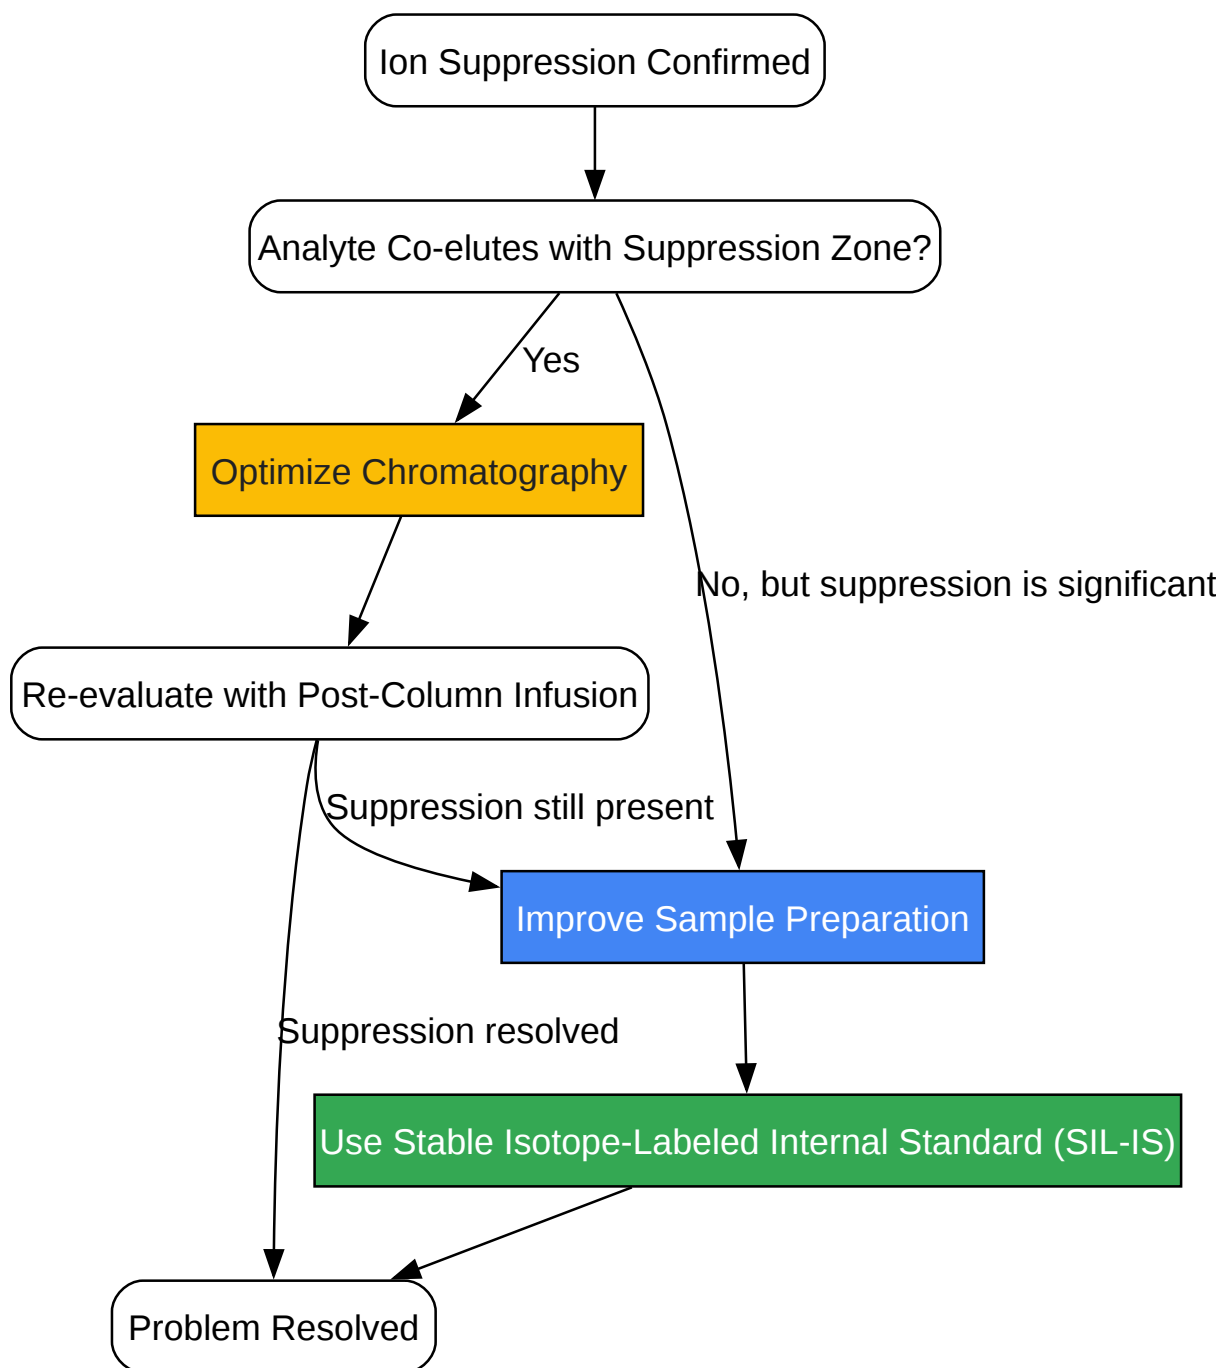 Ion Suppression Confirmed
Analyte Co-elutes with Suppression Zone?
Yes
Optimize Chromatography
No, but suppression is significant
Re-evaluate with Post-Column Infusion
Suppression still present
Improve Sample Preparation
Suppression resolved
Use Stable Isotope-Labeled Internal Standard (SIL-IS)
Problem Resolved